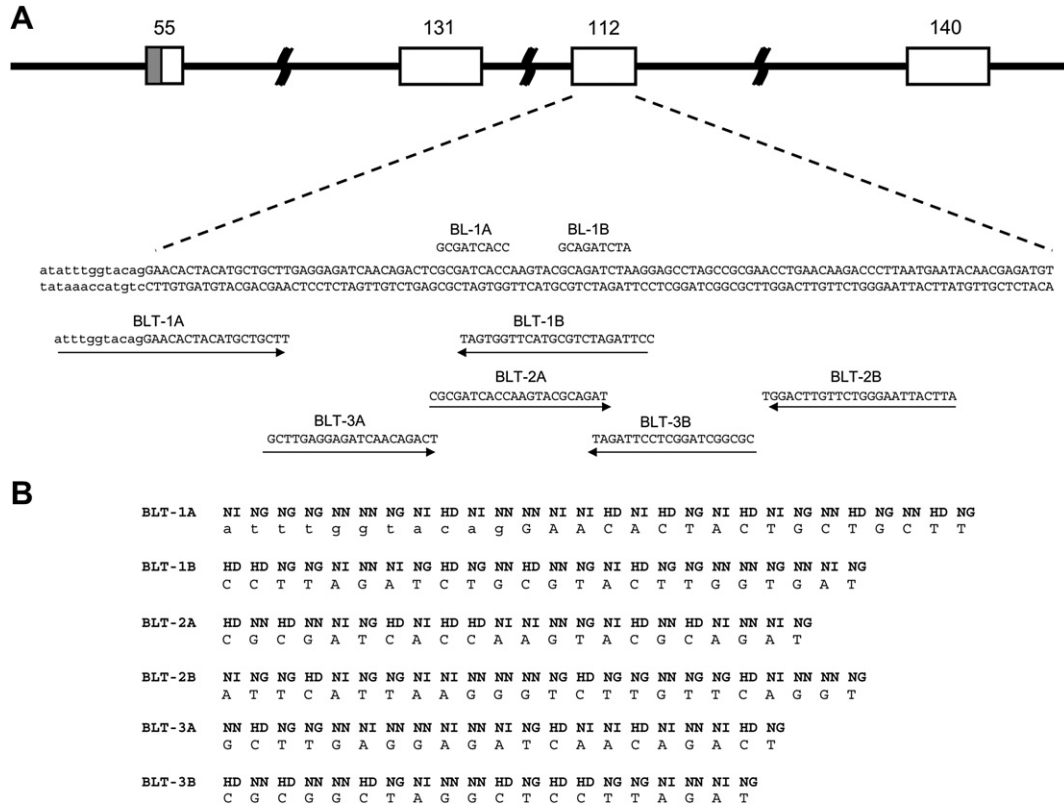 A
55
131
112
140
BL-1A
BL-1B
GCGATCACC
GCAGATCTA
atatttggtacagGAACACTACATGCTGCTTGAGGAGATCAACAGACTCGCGATCACCAAGTACGCAGATCTAAGGAGCCTAGCCGCGAACCTGAACAAGACCCTTAATGAATACAACGAGATGT
tataaaccatgtcCTTGTGATGTACGACGAACTCCTCTAGTTGTCTGAGCGCTAGTGGTTCATGCGTCTAGATTCCTCGGATCGGCGCTTGGACTTGTTCTGGGAATTACTTATGTTGCTCTACA
BLT-1A
BLT-1B
atttggtacagGAACACTACATGCTGCTT
TAGTGGTTCATGCGTCTAGATTCC
BLT-2A
BLT-2B
CGCGATCACCAAGTACGCAGAT
TGGACTTGTTCTGGGAATTACTTA
BLT-3A
BLT-3B
GCTTGAGGAGATCAACAGACT
TAGATTCCTCGGATCGGCGC
B
BLT-1A NI NG NG NG NN NN NG NI HD NI NN NN NI NI HD NI HD NG NI HD NI NG NN HD NG NN HD NG
a t t t g g t a c a g G A A C A C T A C T G C T G C T T
BLT-1B HD HD NG NG NI NN NI NG HD NG NN HD NN NG NI HD NG NG NN NN NG NN NI NG
C C T T A G A T C T G C G T A C T T G G T G A T
BLT-2A HD NN HD NN NI NG HD NI HD HD NI NI NN NG NI HD NN HD NI NN NI NG
C G C G A T C A C C A A G T A C G C A G A T
BLT-2B NI NG NG HD NI NG NG NI NI NN NN NN NG HD NG NG NN NG NG HD NI NN NN NG
A T T C A T T A A G G G T C T T G T T C A G G T
BLT-3A NN HD NG NG NN NI NN NN NI NN NI NG HD NI NI HD NI NN NI HD NG
G C T T G A G G A G A T C A A C A G A C T
BLT-3B HD NN HD NN NN HD NG NI NN NN HD NG HD HD NG NG NI NN NI NG
C G C G G C T A G G C T C C T T A G A T